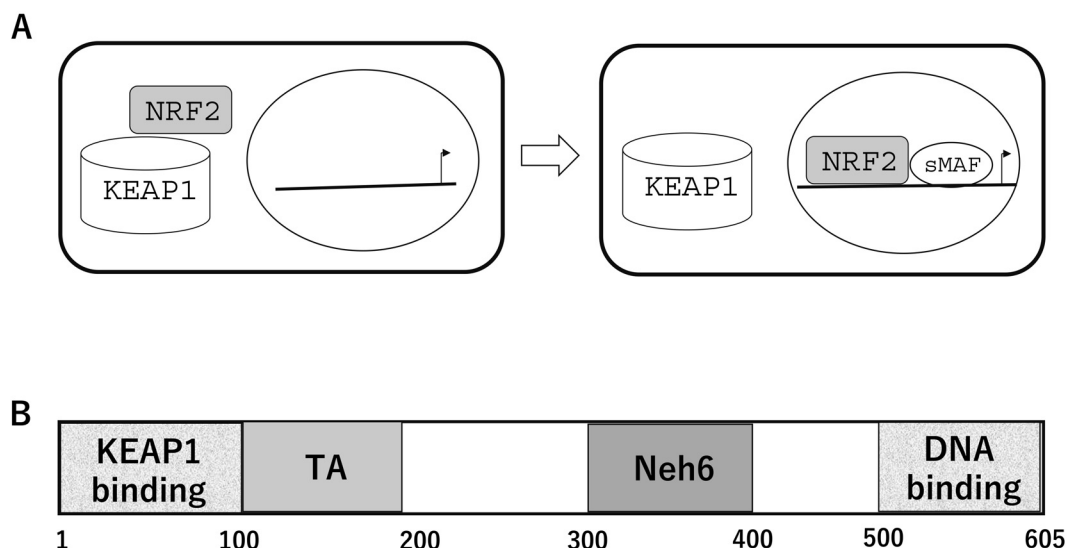 A
NRF2
KEAP1
KEAP1
NRF2
sMAF
B
KEAP1
binding
TA
Neh6
DNA
binding
1 100 200 300 400 500 605